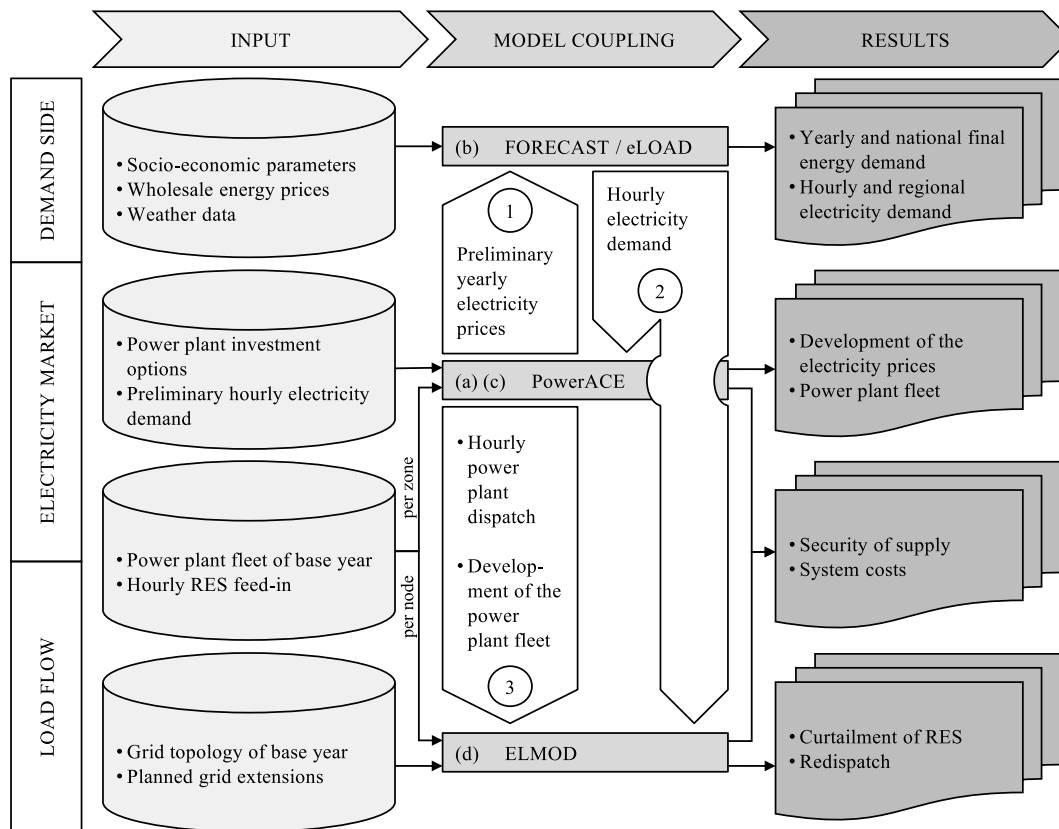 INPUT
MODEL COUPLING
RESULTS
DEMAND SIDE
• Socio-economic parameters
• Wholesale energy prices
• Weather data
(b) FORECAST / eLOAD
• Yearly and national final
energy demand
• Hourly and regional
electricity demand
1
Preliminary
yearly
electricity
prices
Hourly
electricity
demand
2
ELECTRICITY MARKET
• Power plant investment
options
• Preliminary hourly electricity
demand
(a) (c) PowerACE
• Development of the
electricity prices
• Power plant fleet
• Power plant fleet of base year
• Hourly RES feed-in
per zone
per node
• Hourly
power
plant
dispatch
• Develop-
ment of the
power
plant fleet
3
• Security of supply
• System costs
LOAD FLOW
• Grid topology of base year
• Planned grid extensions
(d) ELMOD
• Curtailment of RES
• Redispatch